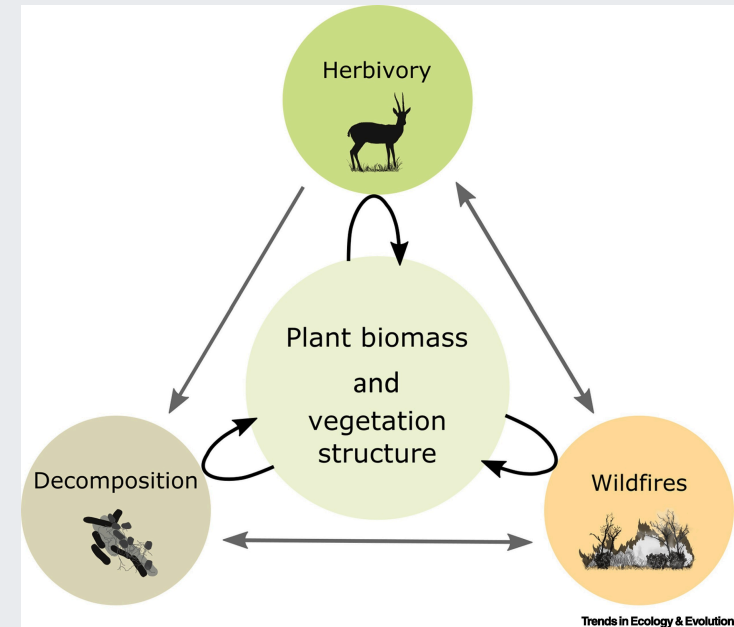 Herbivory
Plant biomass
and
vegetation
structure
Decomposition
Wildfires
Trends in Ecology & Evolution